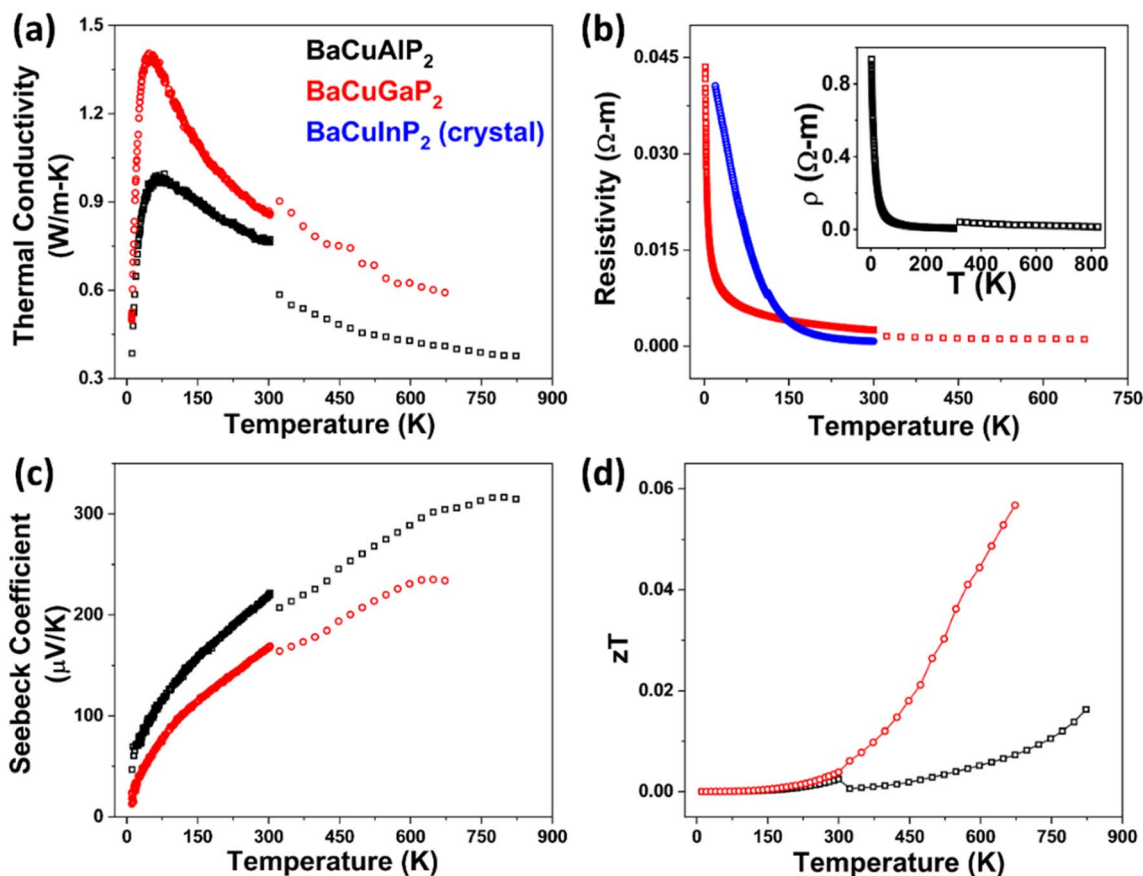 (a)
Thermal Conductivity
(W/m-K)
1.5
1.2
0.9
0.6
0.3
BaCuAlP₂
BaCuGaP₂
BaCuInP₂ (crystal)
0 150 300 450 600 750 900
Temperature (K)
(b)
Resistivity (Ω-m)
0.045
0.030
0.015
0.000
ρ (Ω-m)
0.8
0.4
0.0
0 200 400 600 800
T (K)
0 150 300 450 600 750
Temperature (K)
(c)
Seebeck Coefficient
(μV/K)
300
200
100
0
0 150 300 450 600 750 900
Temperature (K)
(d)
zT
0.06
0.04
0.02
0.00
0 150 300 450 600 750 900
Temperature (K)